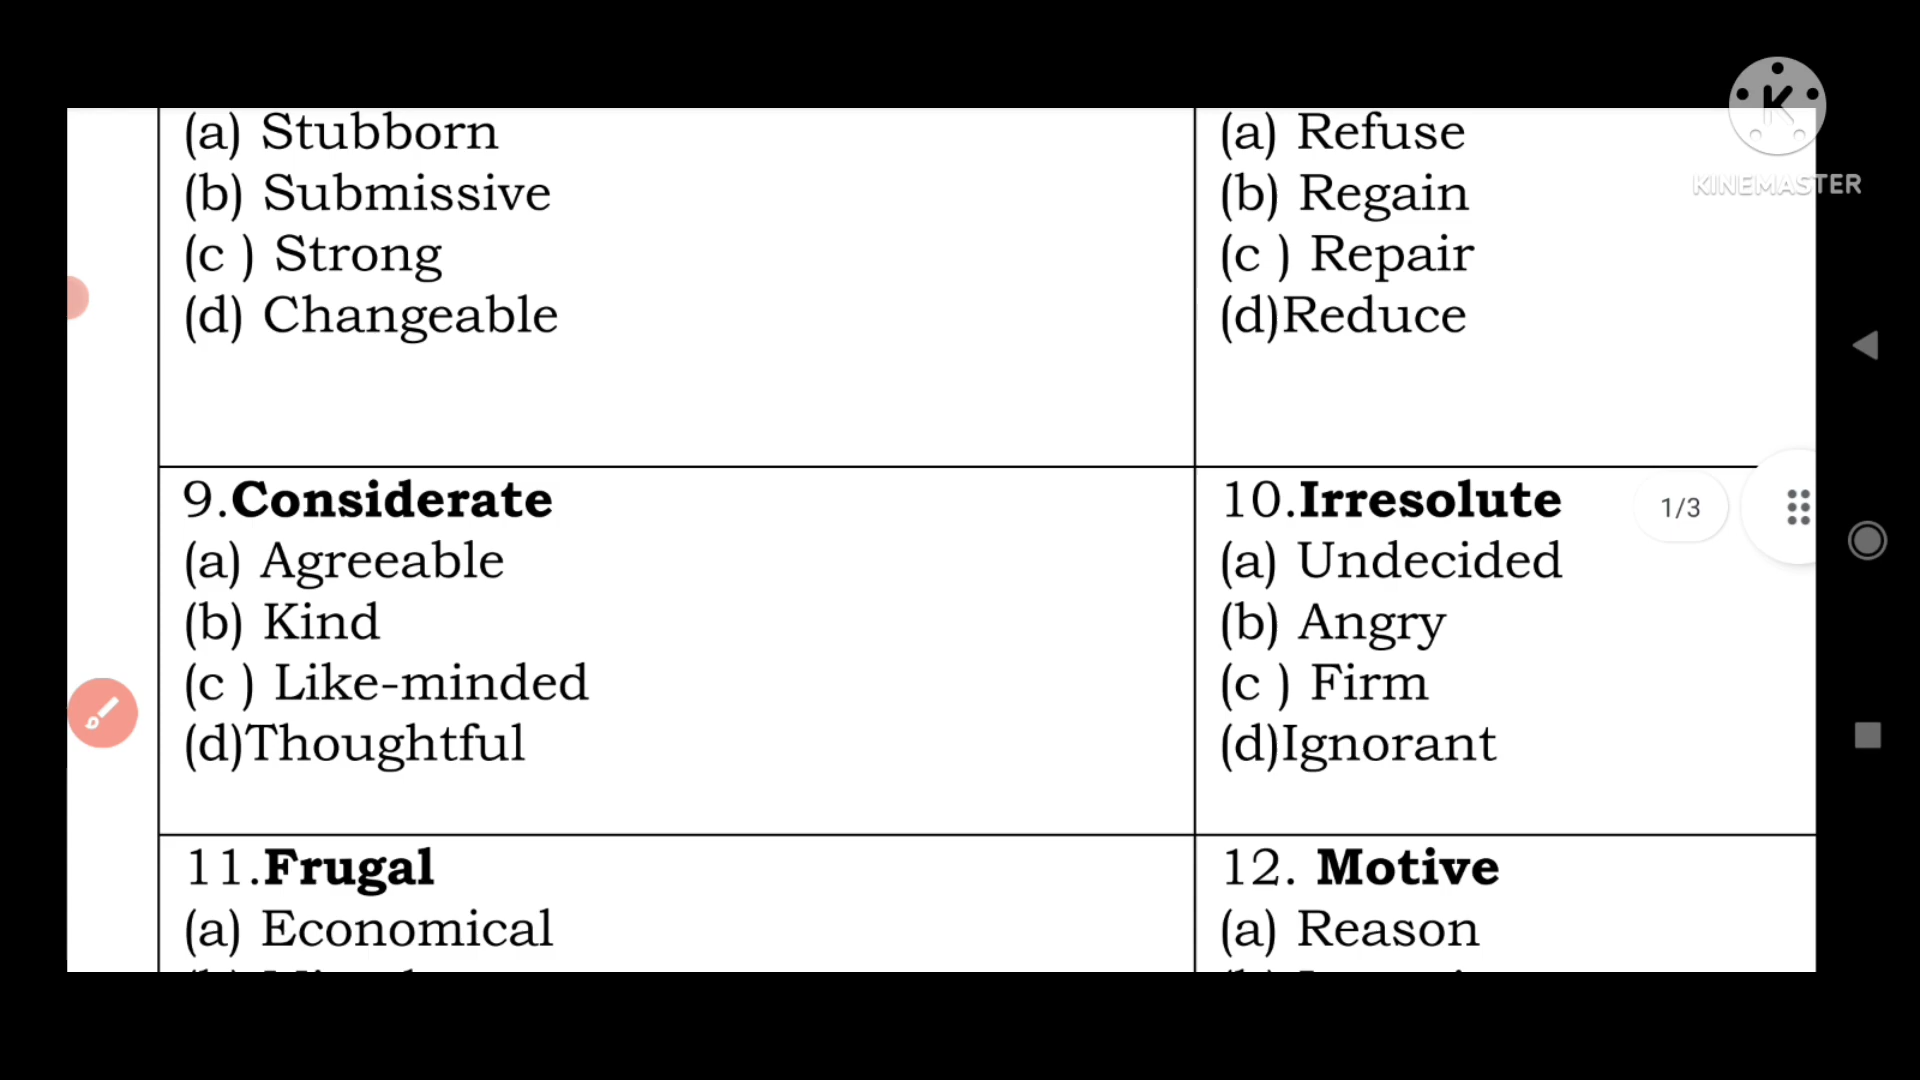 (a) Stubborn
(b) Submissive
(c ) Strong
(d) Changeable
(a) Refuse
(b) Regain
(c ) Repair
(d)Reduce
KINEMASTER
9.Considerate
(a) Agreeable
(b) Kind
(c ) Like-minded
(d)Thoughtful
10.Irresolute
(a) Undecided
(b) Angry
(c ) Firm
(d)Ignorant
1/3
11.Frugal
(a) Economical
12. Motive
(a) Reason